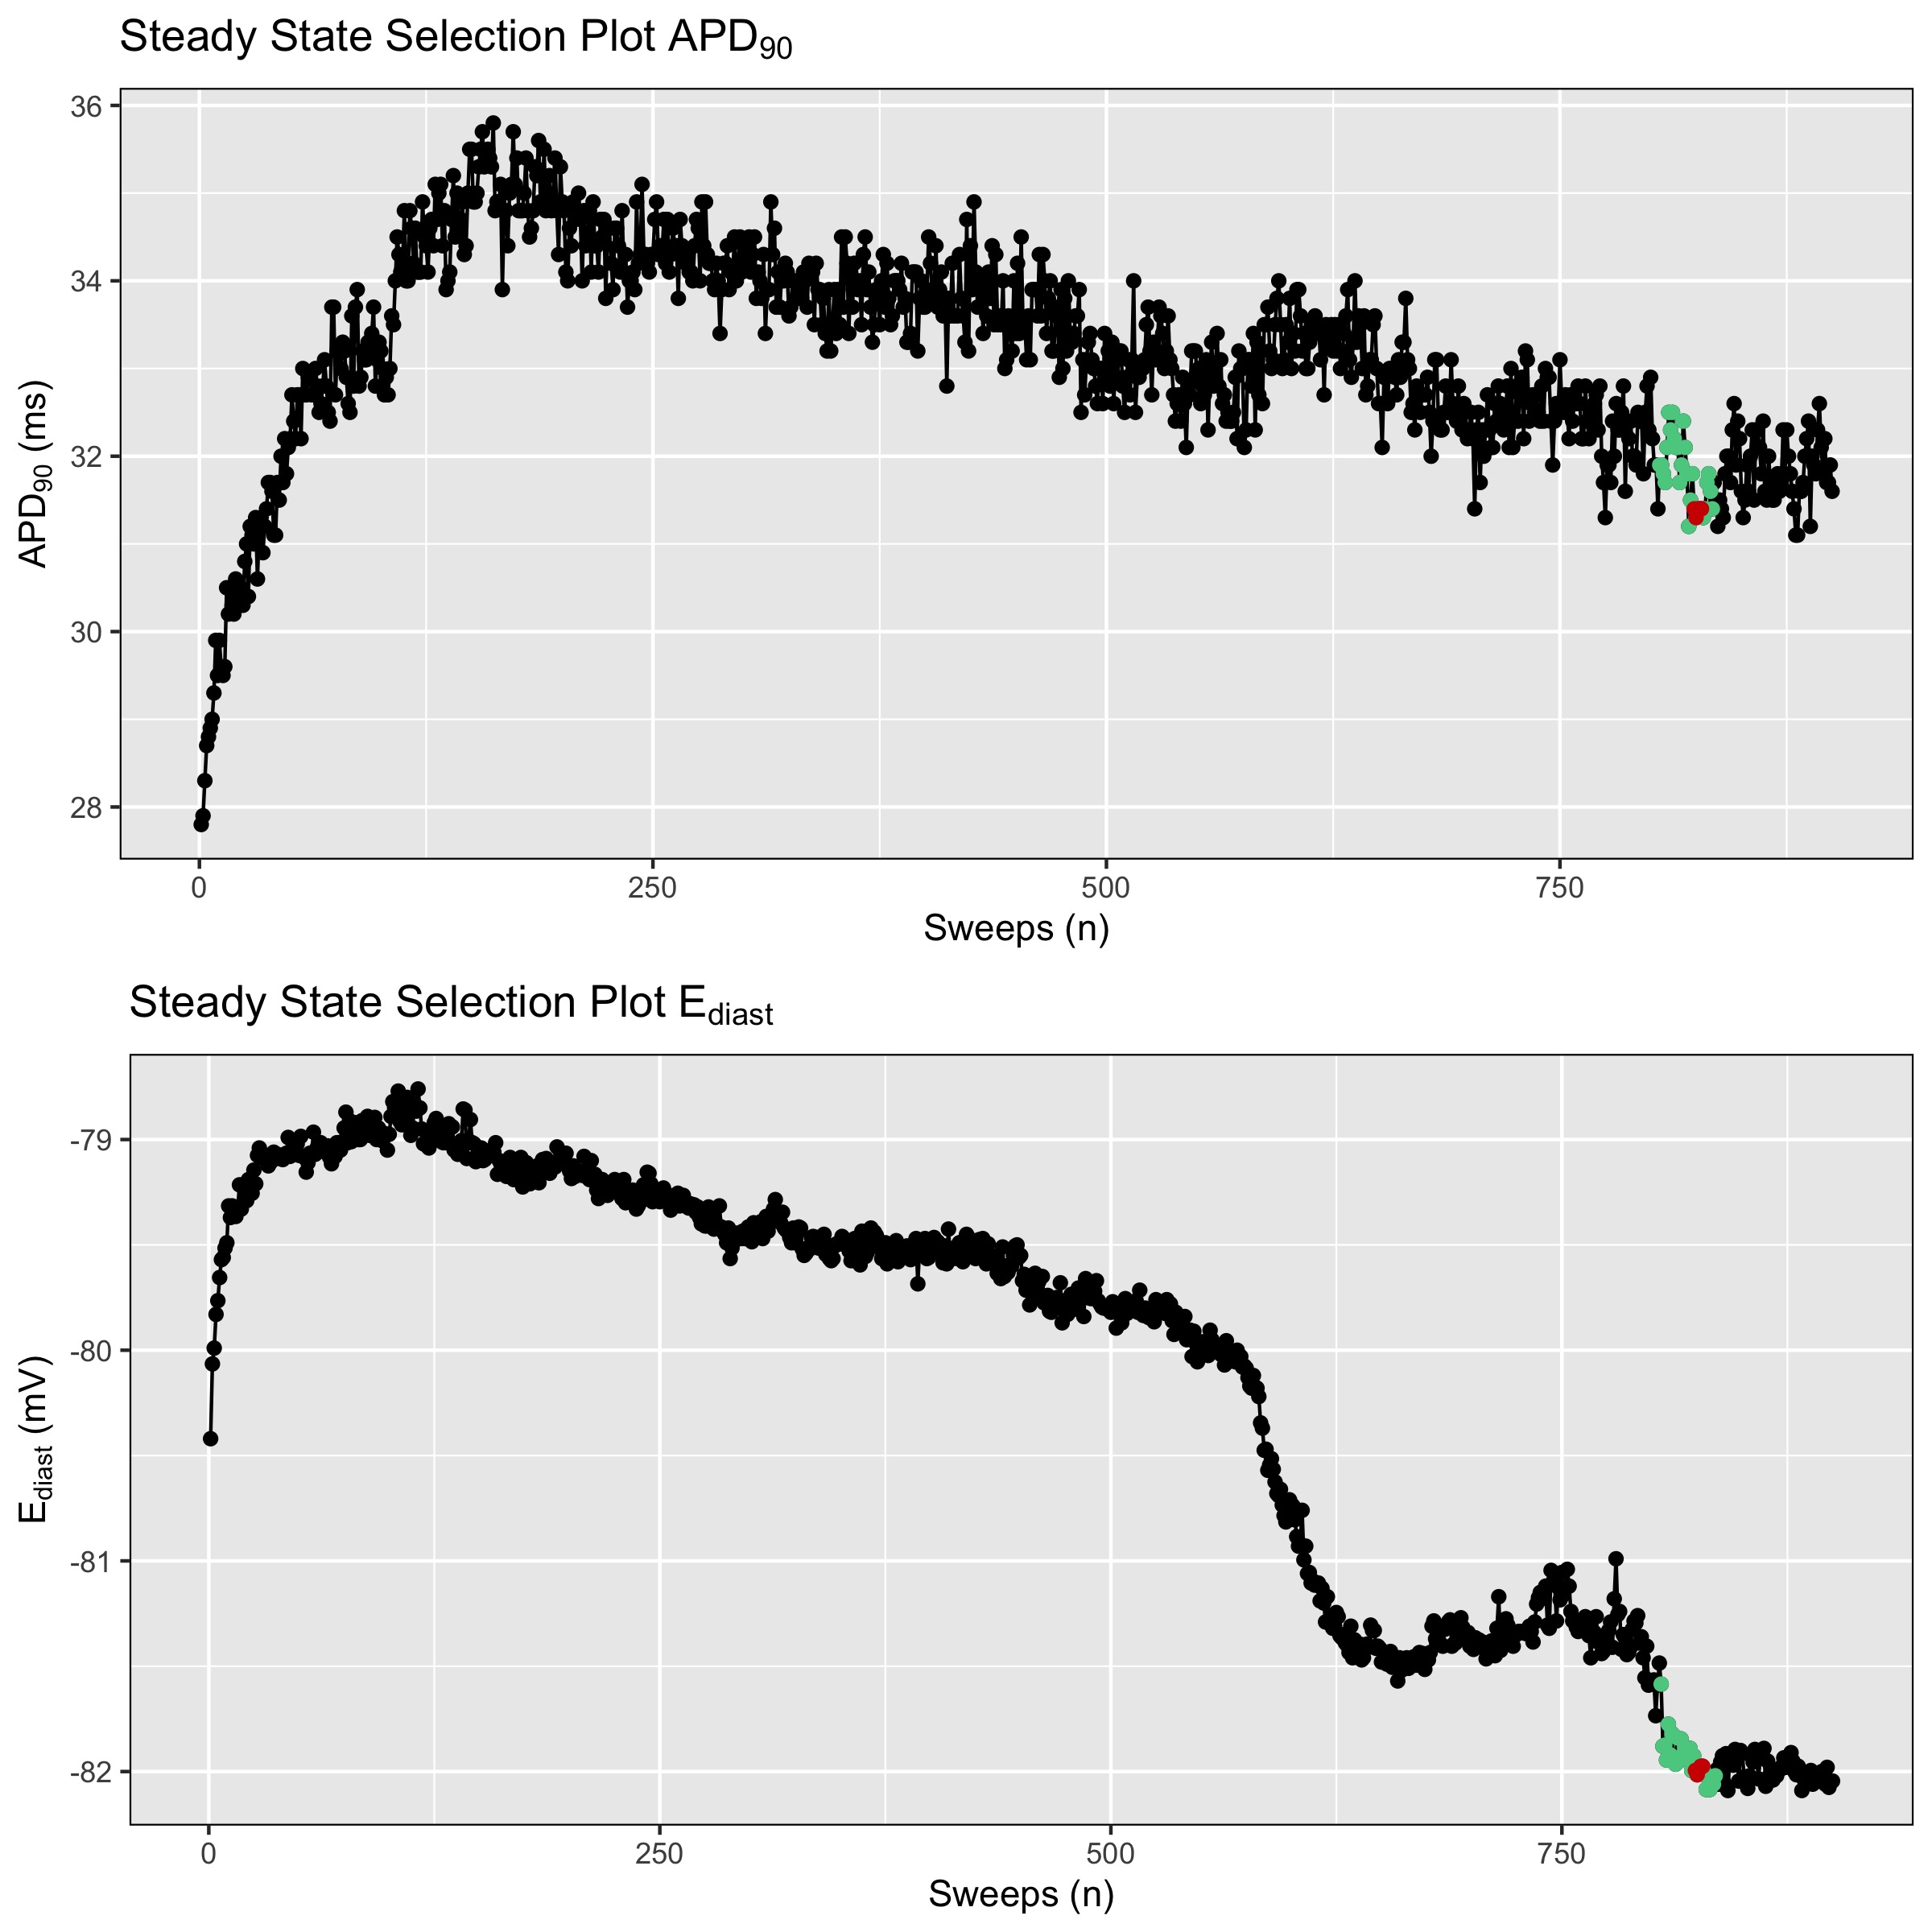 Steady State Selection Plot APD90
36
34
32
30
28
APD90 (ms)
0 250 500 750
Sweeps (n)
Steady State Selection Plot Ediast
-79
-80
-81
-82
Ediast (mV)
0 250 500 750
Sweeps (n)